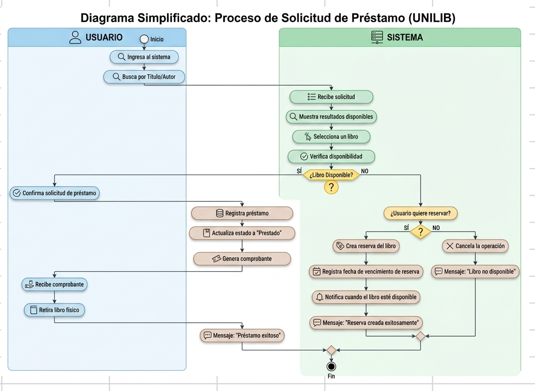 Diagrama Simplificado: Proceso de Solicitud de Préstamo (UNILIB)
USUARIO
SISTEMA
Inicio
Ingresa al sistema
Busca por Título/Autor
Recibe solicitud
Muestra resultados disponibles
Selecciona un libro
Verifica disponibilidad
SÍ
¿Libro Disponible?
NO
?
Confirma solicitud de préstamo
Registra préstamo
¿Usuario quiere reservar?
SÍ
?
NO
Actualiza estado a "Prestado"
Crea reserva del libro
Cancela la operación
Genera comprobante
Registra fecha de vencimiento de reserva
Mensaje: "Libro no disponible"
Recibe comprobante
Notifica cuando el libro esté disponible
Retira libro físico
Mensaje: "Reserva creada exitosamente"
Mensaje: "Préstamo exitoso"
Fin